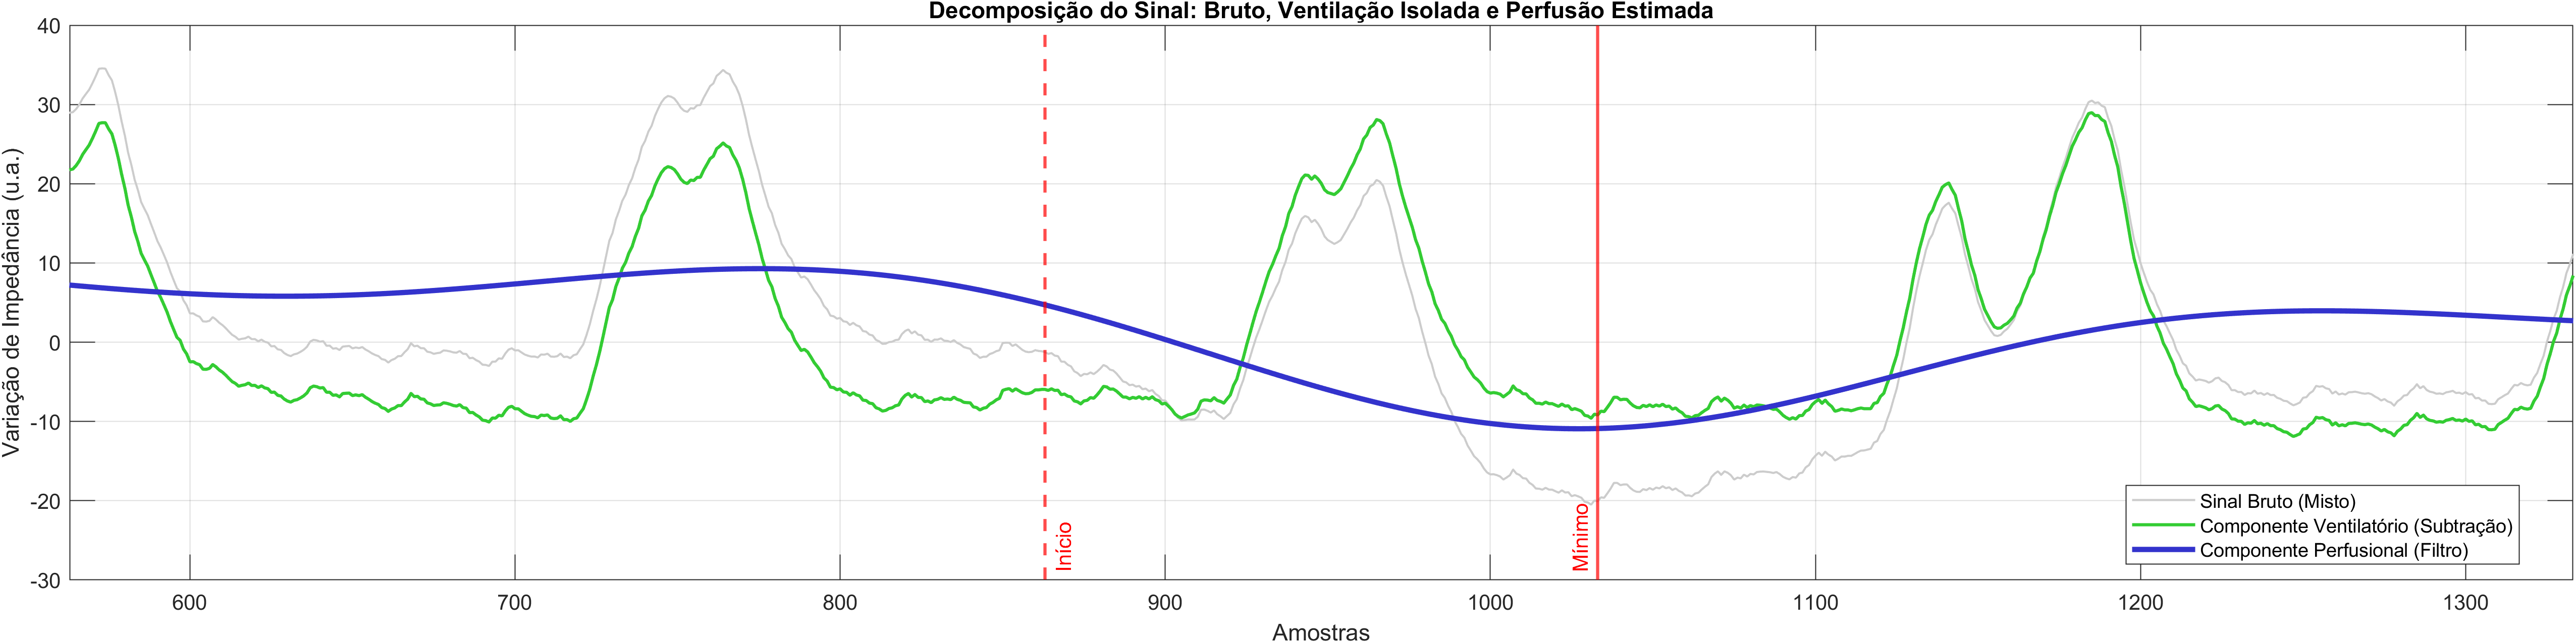 Decomposição do Sinal: Bruto, Ventilação Isolada e Perfusão Estimada
Variação de Impedância (u.a.)
40
30
20
10
0
-10
-20
-30
Início
Mínimo
Sinal Bruto (Misto)
Componente Ventilatório (Subtração)
Componente Perfusional (Filtro)
600 700 800 900 1000 1100 1200 1300
Amostras